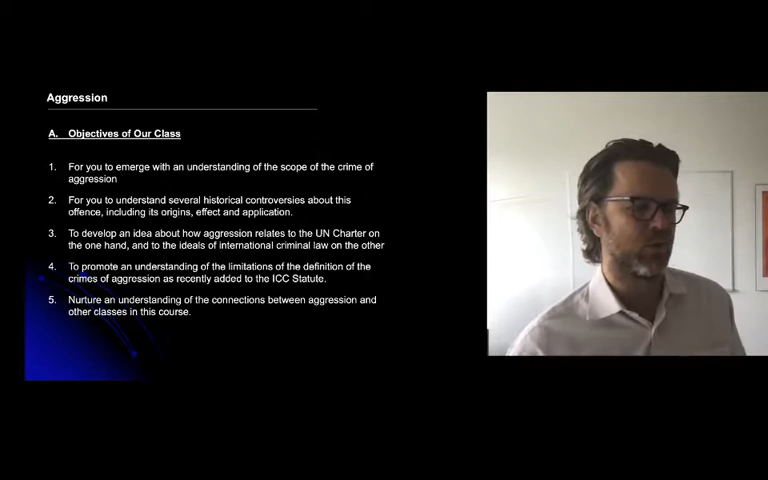 Aggression
A. Objectives of Our Class
1. For you to emerge with an understanding of the scope of the crime of
aggression
2. For you to understand several historical controversies about this
offence, including its origins, effect and application.
3. To develop an idea about how aggression relates to the UN Charter on
the one hand, and to the ideals of international criminal law on the other
4. To promote an understanding of the limitations of the definition of the
crimes of aggression as recently added to the ICC Statute.
5. Nurture an understanding of the connections between aggression and
other classes in this course.